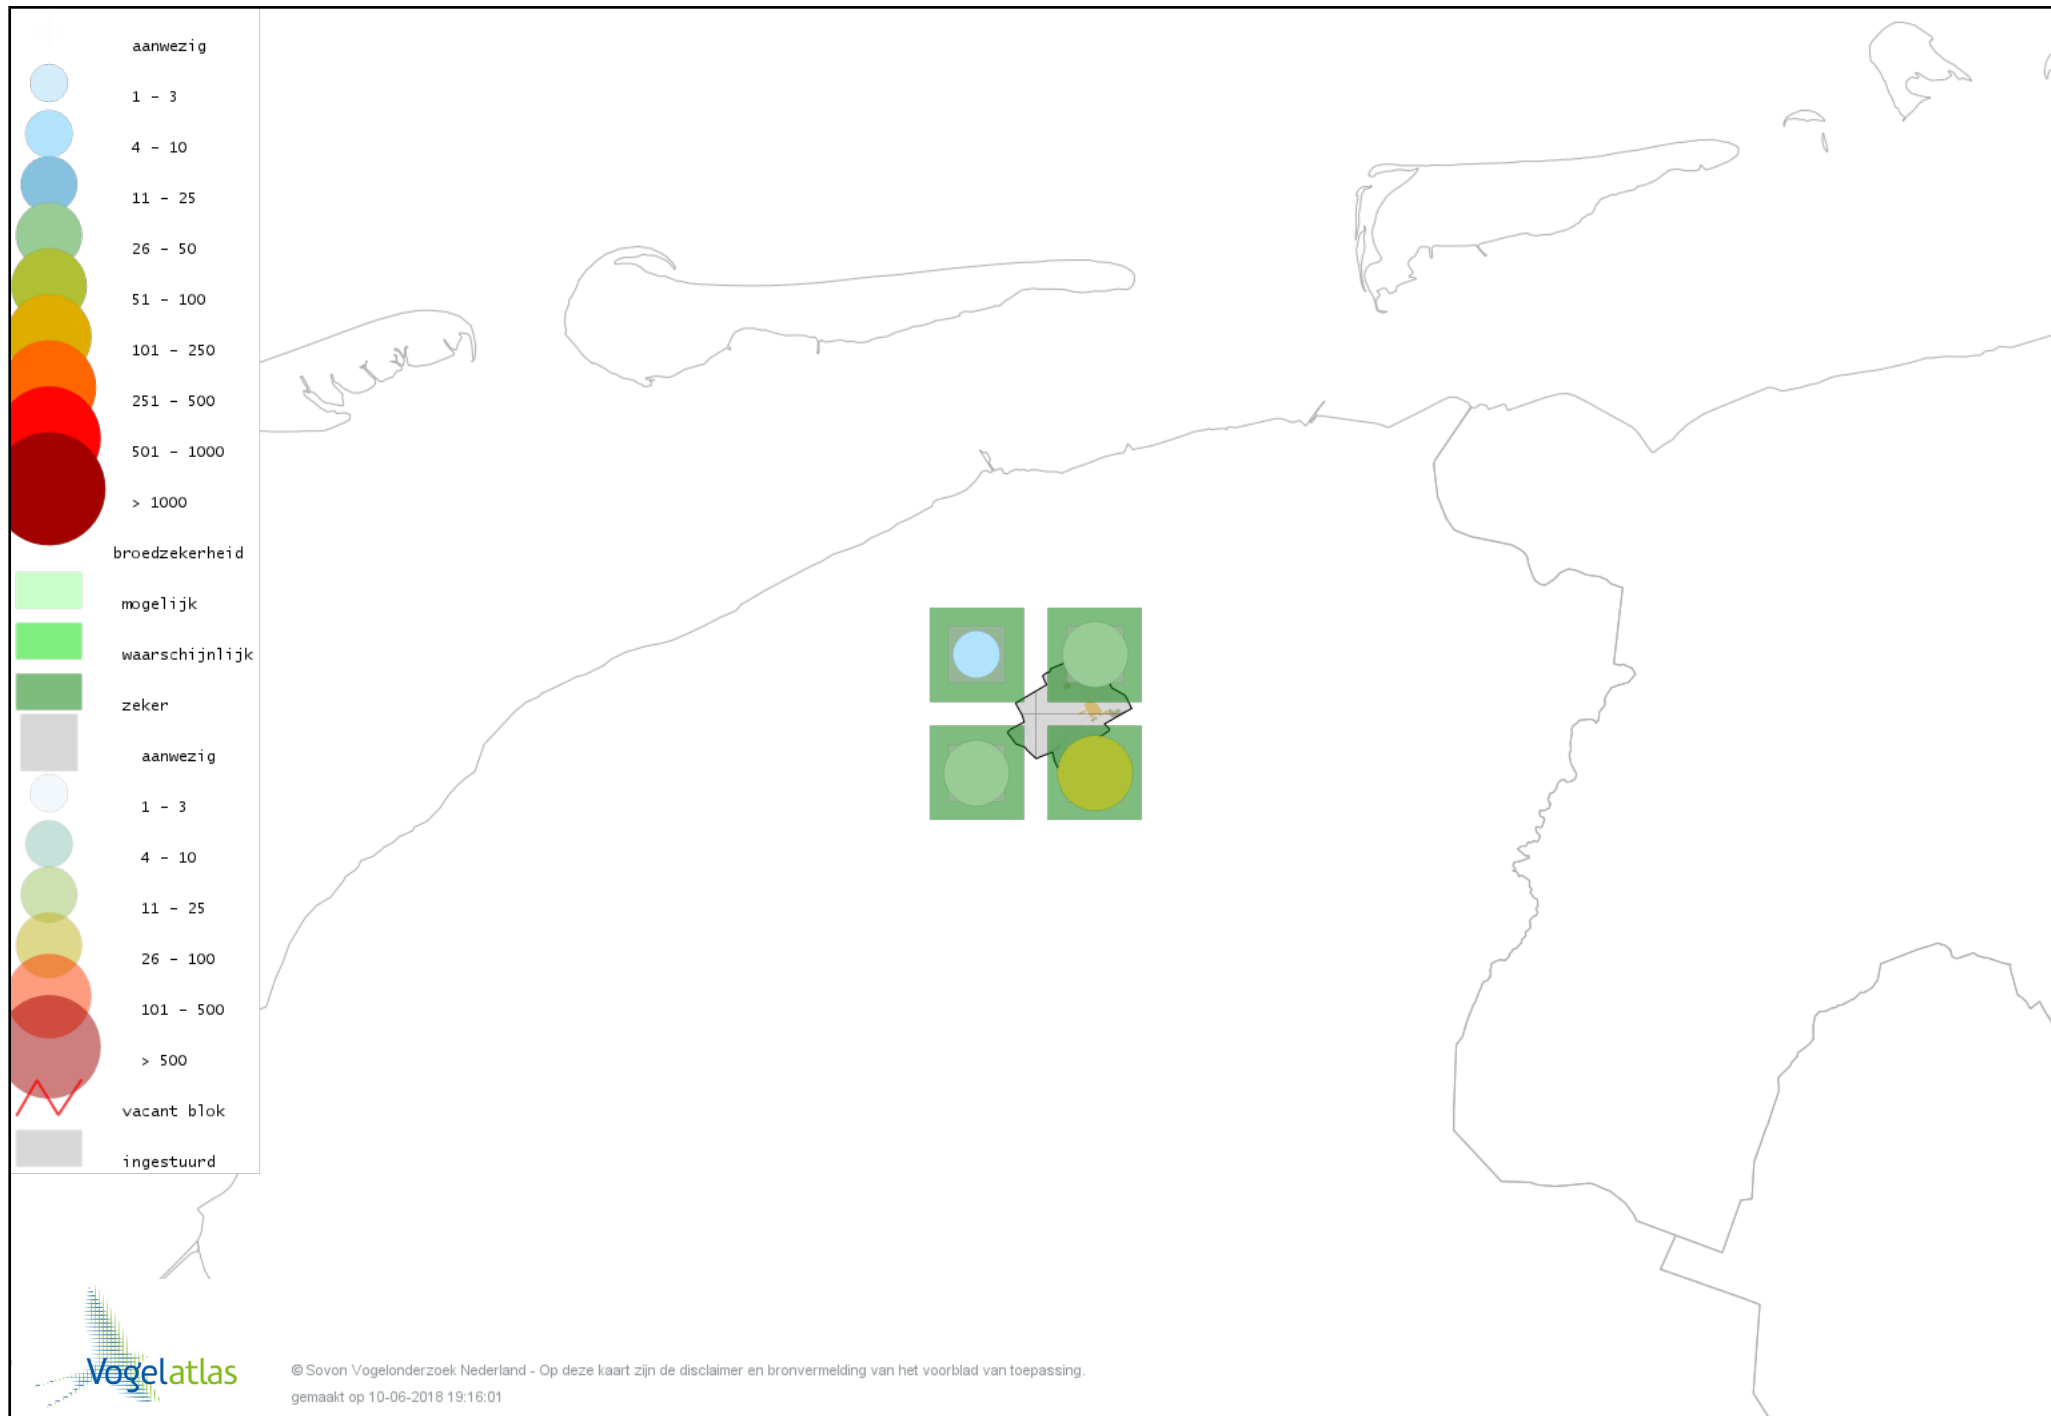 aanwezig
1 - 3
4 - 10
11 - 25
26 - 50
51 - 100
101 - 250
251 - 500
501 - 1000
> 1000
broedzekerheid
mogelijk
waarschijnlijk
zeker
aanwezig
1 - 3
4 - 10
11 - 25
26 - 100
101 - 500
> 500
vacant blok
ingestuurd
Vogelatlas
© Sovon Vogelonderzoek Nederland - Op deze kaart zijn de disclaimer en bronvermelding van het voorblad van toepassing.
gemaakt op 10-06-2018 19:16:01